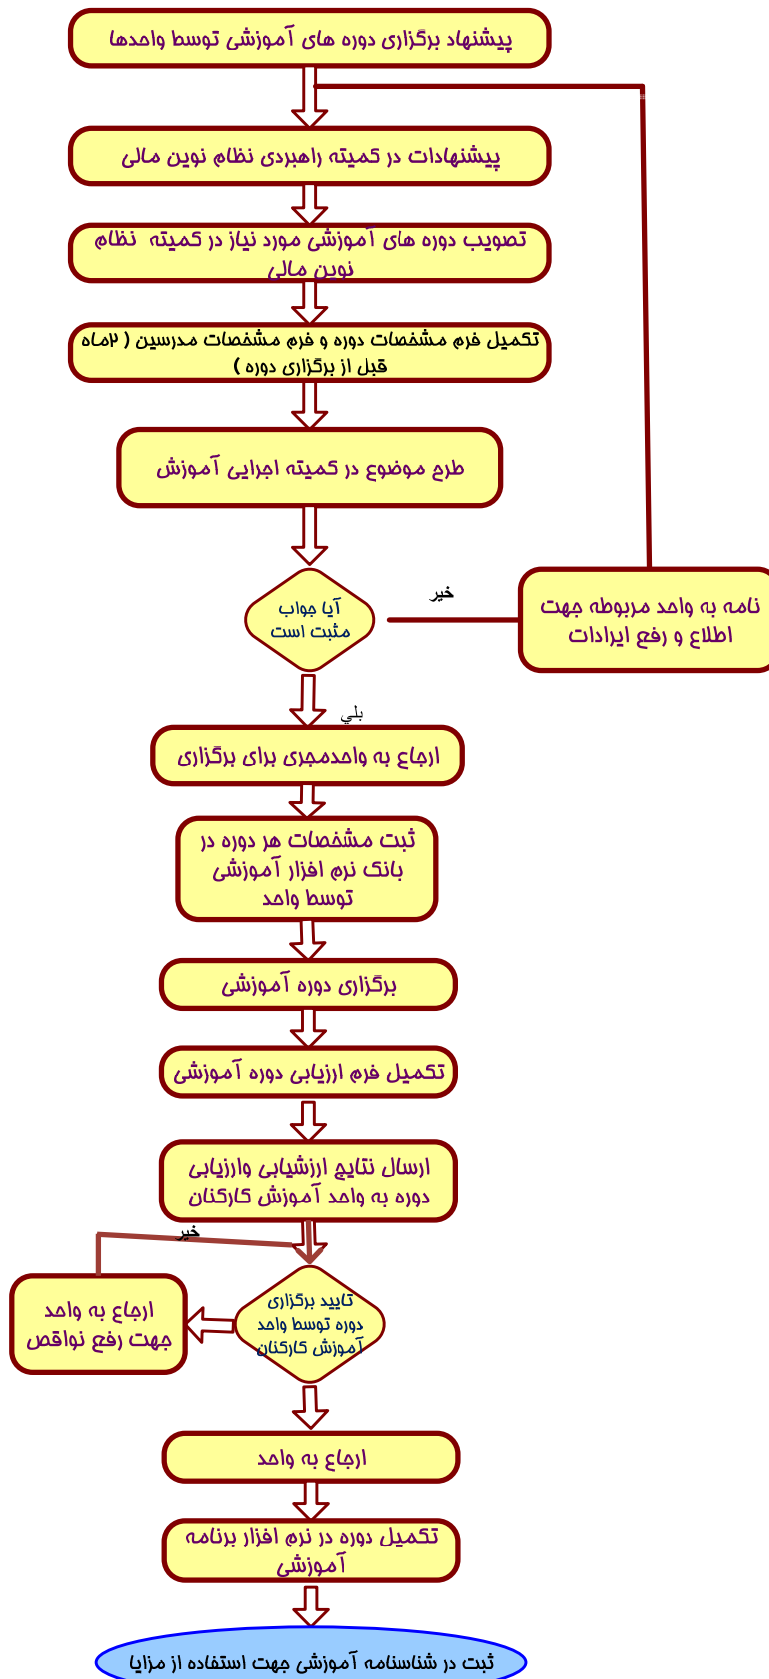 پیشنهاد برگزاری دوره های آموزشی توسط واحدها
پیشنهادات در کمیته راهبردی نظام نوین مالی
تصویب دوره های آموزشی مورد نیاز در کمیته نظام
نوین مالی
تکمیل فرم مشخصات دوره و فرم مشخصات مدرسین ( ۲ماه
قبل از برگزاری دوره )
طرح موضوع در کمیته اجرایی آموزش
آیا جواب
مثبت است
خیر
نامه به واحد مربوطه جهت
اطلاع و رفع ایرادات
بلي
ارجاع به واحدمجری برای برگزاری
ثبت مشخصات هر دوره در
بانک نرم افزار آموزشی
توسط واحد
برگزاری دوره آموزشی
تکمیل فرم ارزیابی دوره آموزشی
ارسال نتایج ارزشیابی وارزیابی
دوره به واحد آموزش کارکنان
خیر
تایید برگزاری
دوره توسط واحد
آموزش کارکنان
ارجاع به واحد
جهت رفع نواقص
ارجاع به واحد
تکمیل دوره در نرم افزار برنامه
آموزشی
ثبت در شناسنامه آموزشی جهت استفاده از مزایا